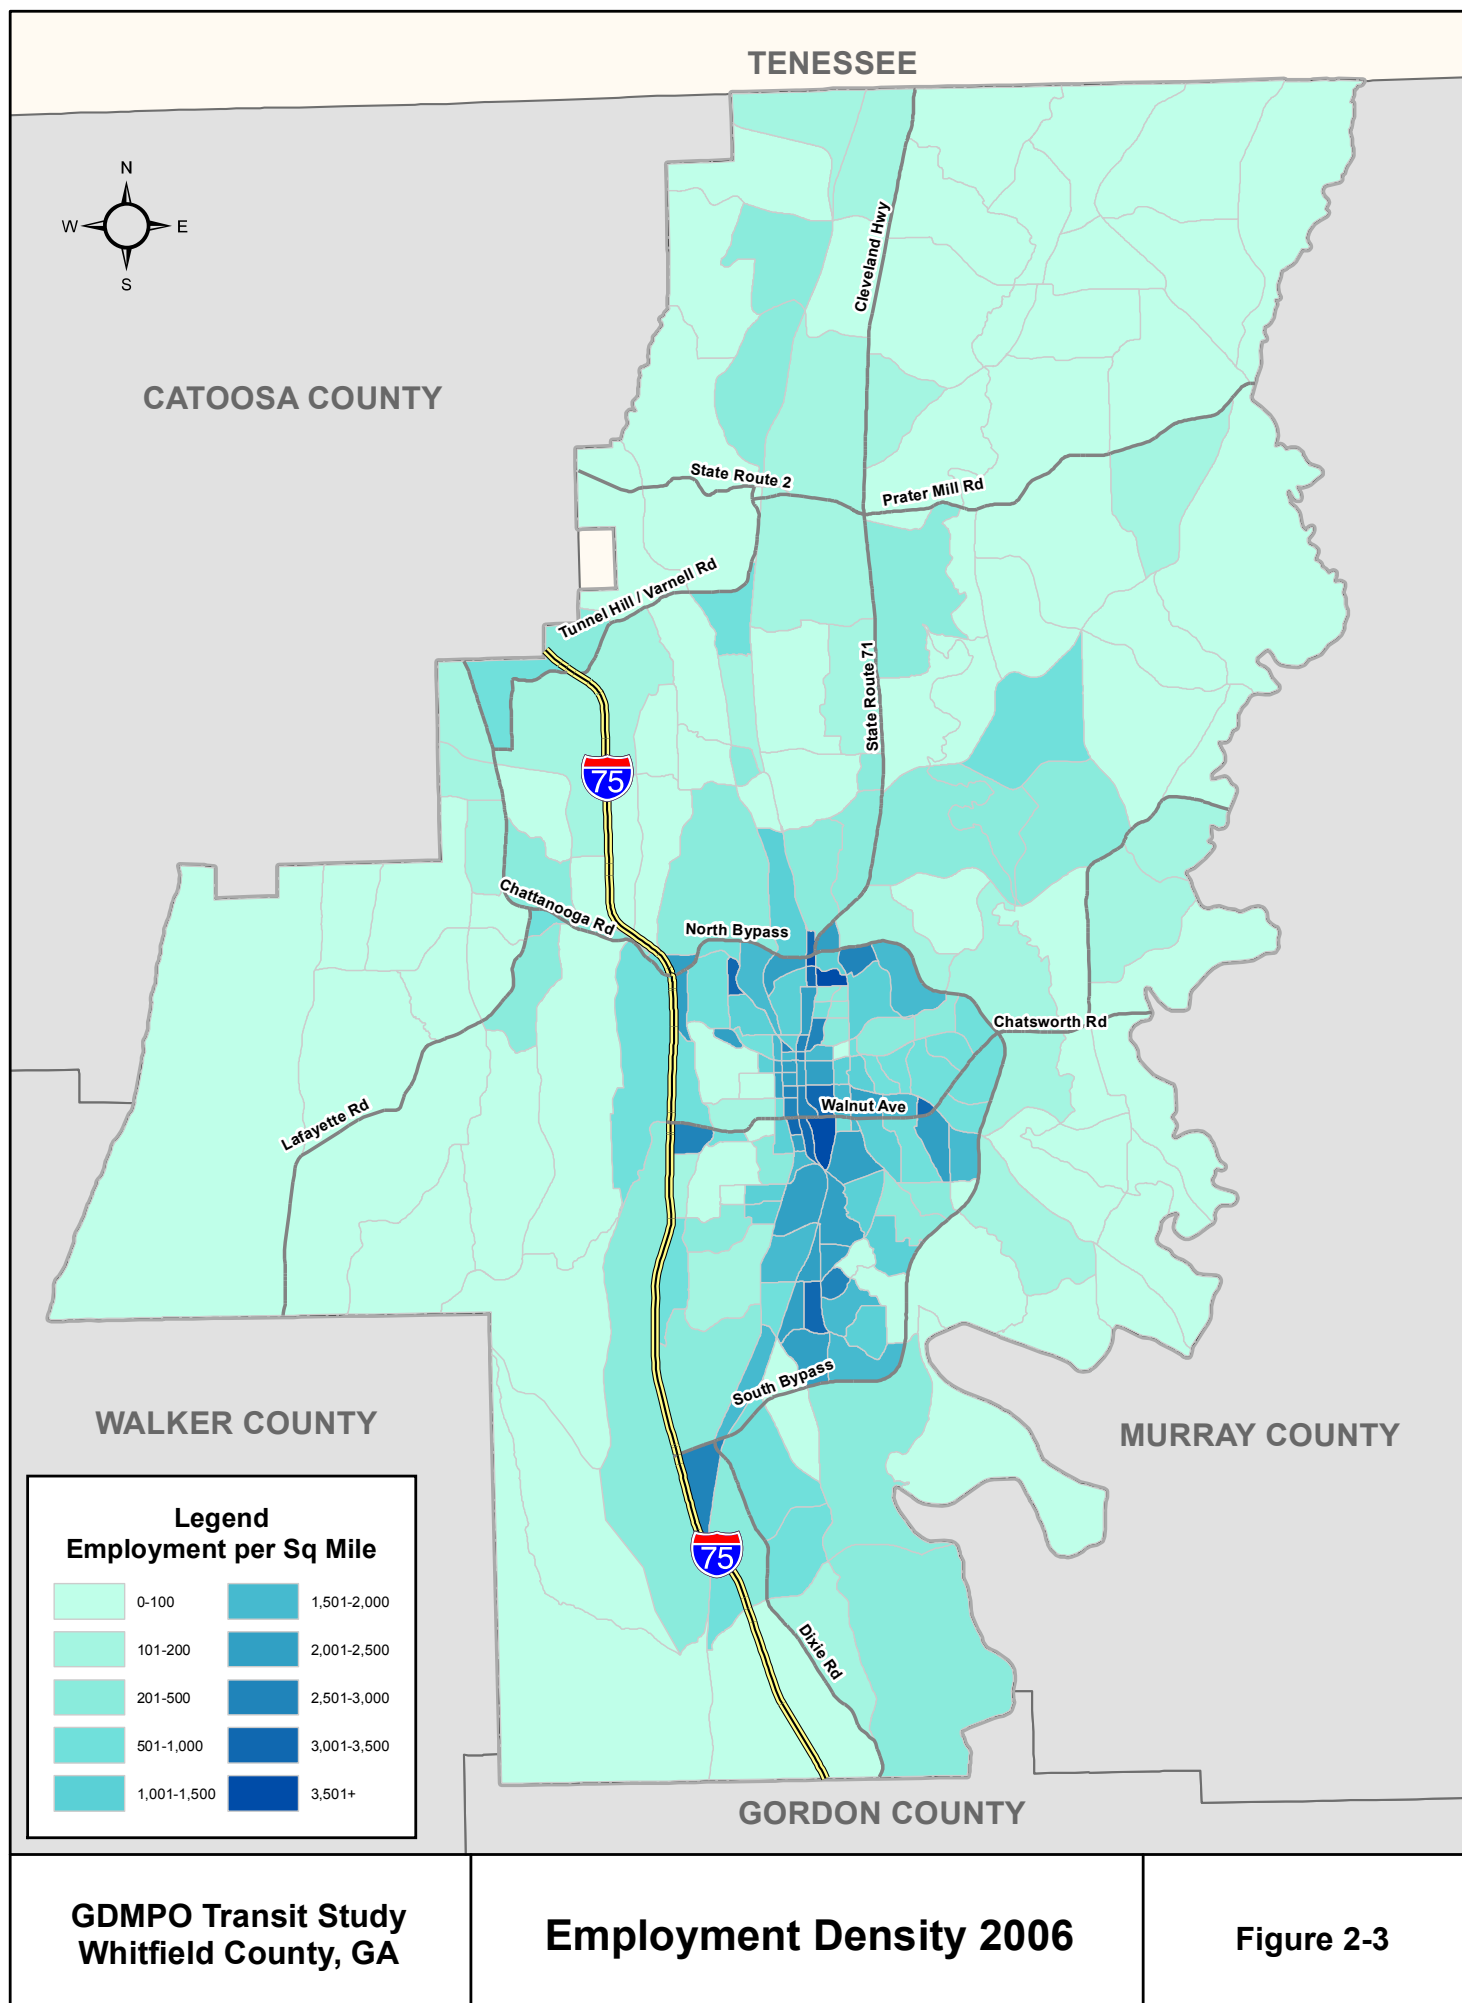 TENESSEE
N
W
E
S
Cleveland Hwy
CATOOSA COUNTY
State Route 2
Prater Mill Rd
Tunnel Hill / Varnell Rd
State Route 71
75
Chattanooga Rd
North Bypass
Chatsworth Rd
Lafayette Rd
Walnut Ave
South Bypass
WALKER COUNTY
MURRAY COUNTY
75
Dixie Rd
GORDON COUNTY
Legend
Employment per Sq Mile
0-100
1,501-2,000
101-200
2,001-2,500
201-500
2,501-3,000
501-1,000
3,001-3,500
1,001-1,500
3,501+
GDMPO Transit Study
Whitfield County, GA
Employment Density 2006
Figure 2-3